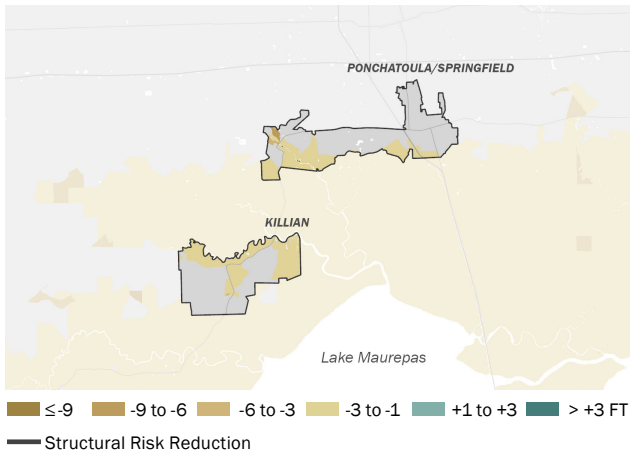 PONCHATOULA/SPRINGFIELD
KILLIAN
Lake Maurepas
≤ -9 -9 to -6 -6 to -3 -3 to -1 +1 to +3 > +3 FT
Structural Risk Reduction